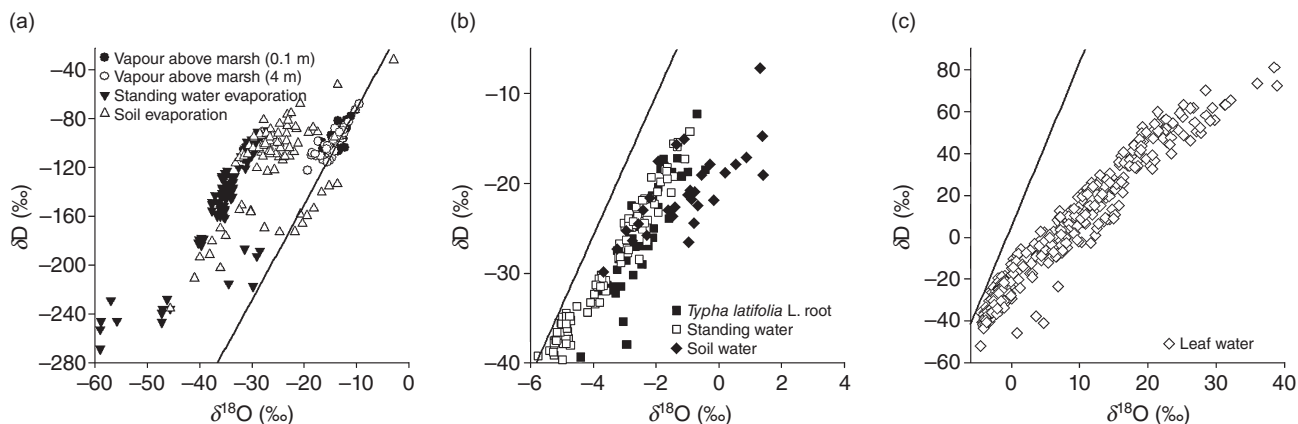 (a)
δD (‰)
−40
−80
−120
−160
−200
−240
−280
−60
−50
−40
−30
−20
−10
0
δ18O (‰)
Vapour above marsh (0.1 m)
Vapour above marsh (4 m)
Standing water evaporation
Soil evaporation
(b)
δD (‰)
−10
−20
−30
−40
−6
−4
−2
0
2
4
δ18O (‰)
Typha latifolia L. root
Standing water
Soil water
(c)
δD (‰)
80
60
40
20
0
−20
−40
−60
0
10
20
30
40
δ18O (‰)
Leaf water